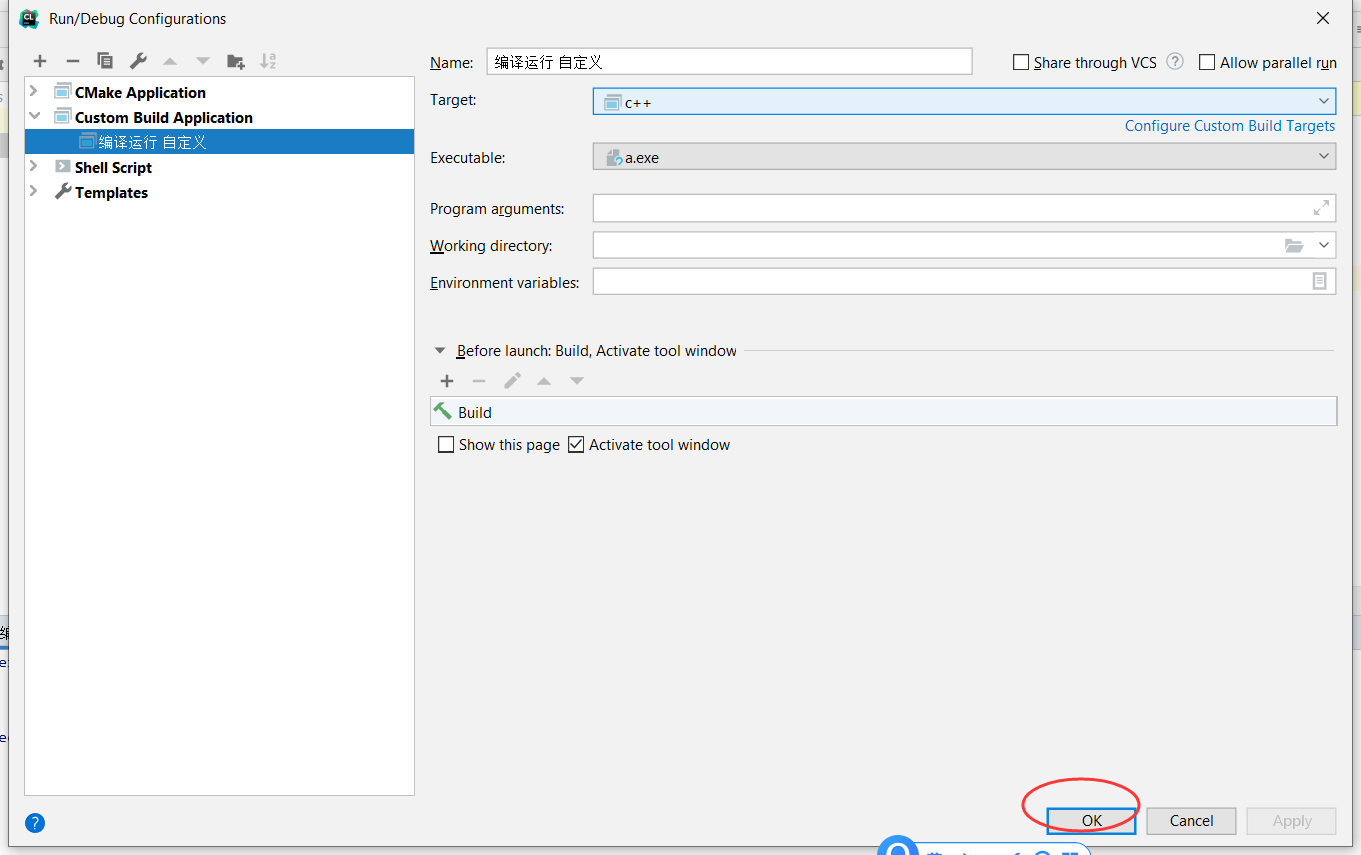 Run/Debug Configurations
CMake Application
Custom Build Application
编译运行 自定义
Shell Script
Templates
Name: 编译运行 自定义
Share through VCS
Allow parallel run
Target: c++
Configure Custom Build Targets
Executable: a.exe
Program arguments:
Working directory:
Environment variables:
Before launch: Build, Activate tool window
Build
Show this page
Activate tool window
OK
Cancel
Apply